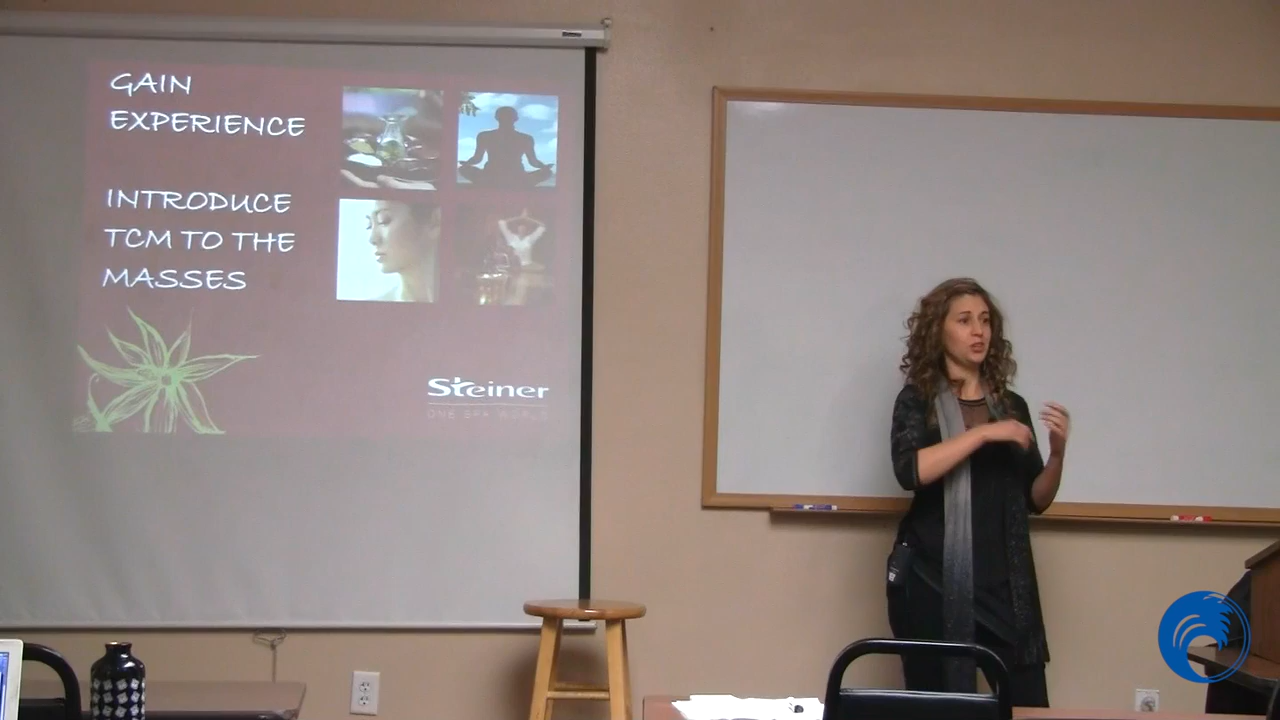 GAIN
EXPERIENCE
INTRODUCE
TCM TO THE
MASSES
Steiner
ONE SPA WORLD